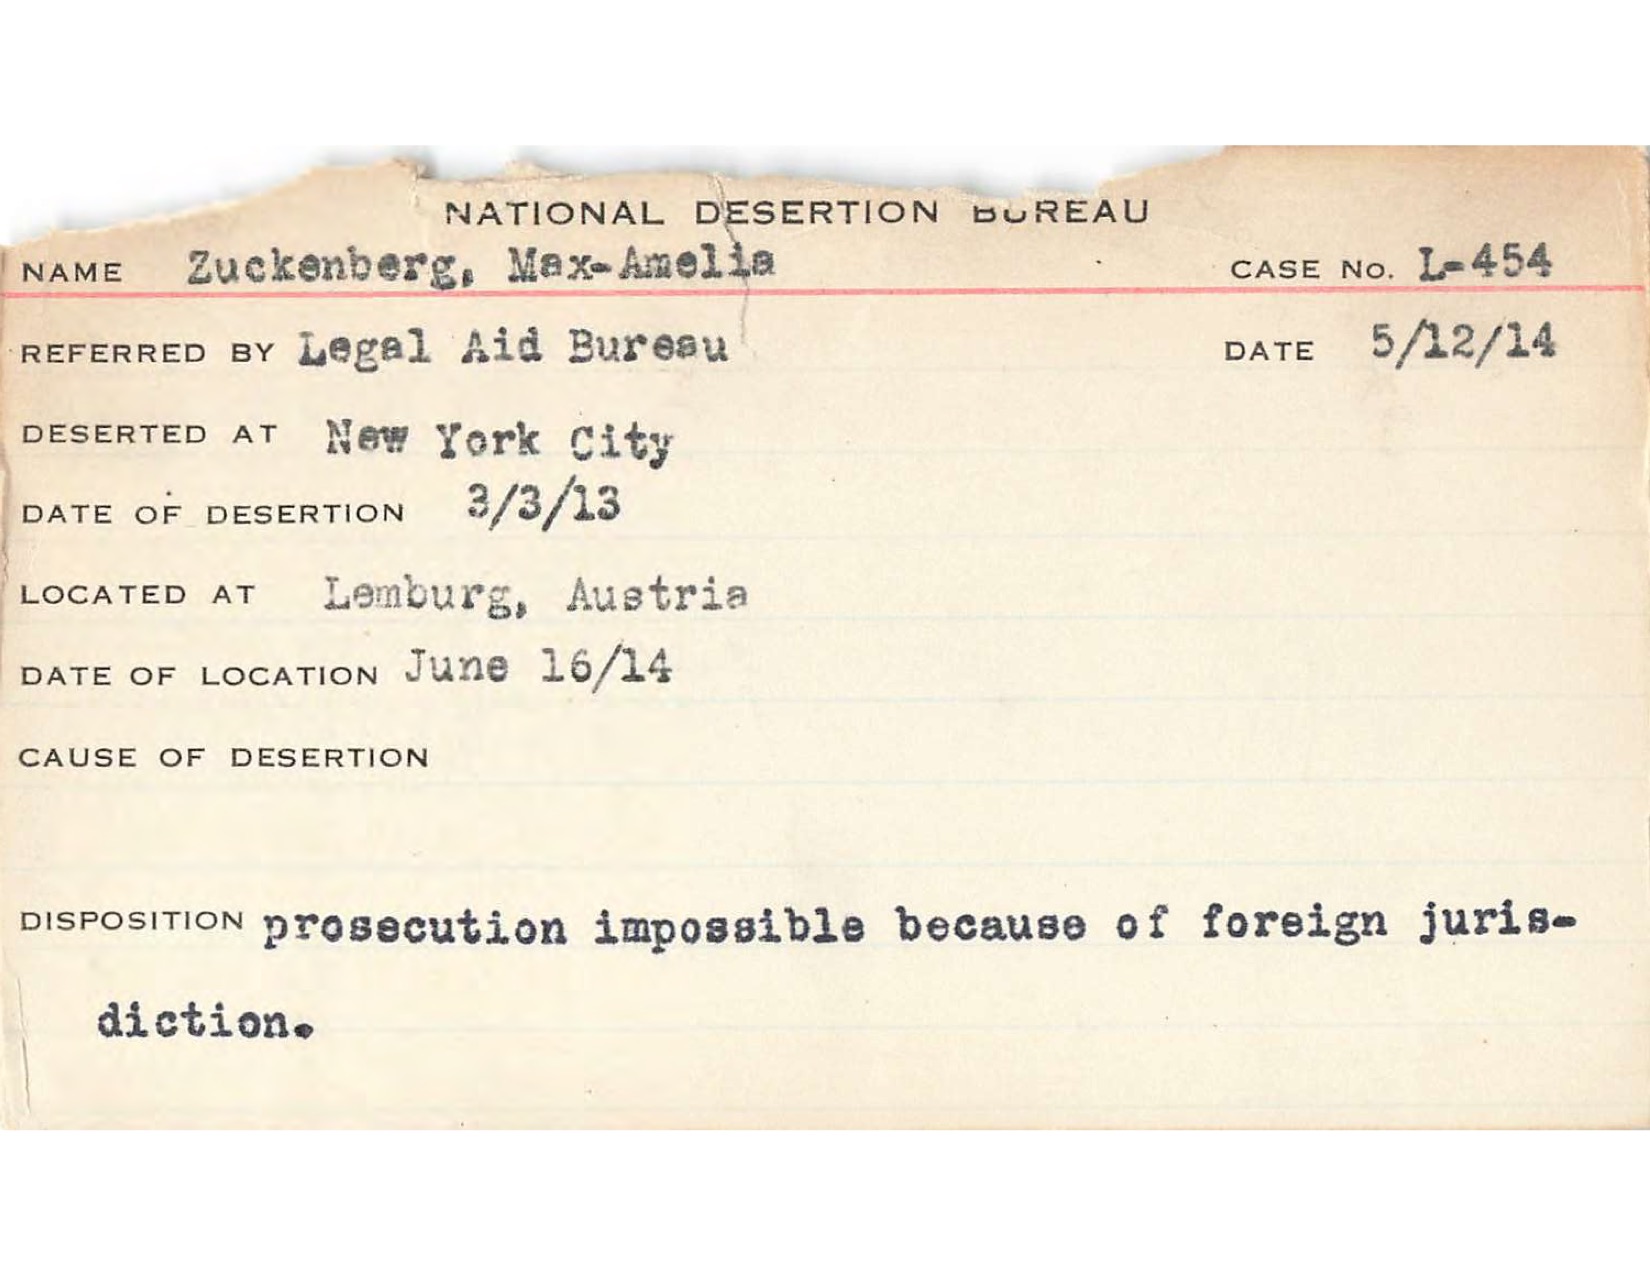 NATIONAL DESERTION BUREAU
NAME Zuckenberg, Max-Amelia CASE No. L-454
REFERRED BY Legal Aid Bureau DATE 5/12/14
DESERTED AT New York City
DATE OF DESERTION 3/3/13
LOCATED AT Lemburg, Austria
DATE OF LOCATION June 16/14
CAUSE OF DESERTION
DISPOSITION prosecution impossible because of foreign juris-
diction.